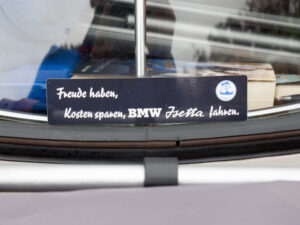 Freude haben,
Kosten sparen, BMW Isetta fahren.